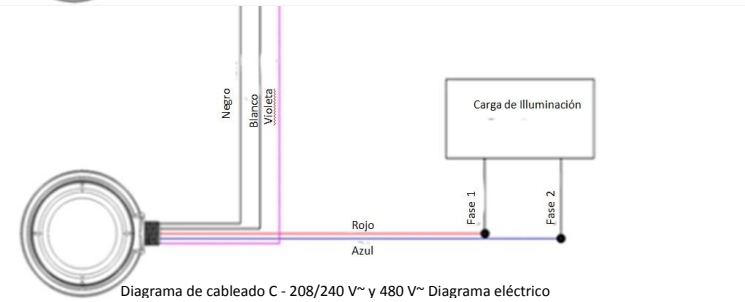 Negro
Blanco
Violeta
Carga de Illuminación
Fase 1
Fase 2
Rojo
Azul
Diagrama de cableado C - 208/240 V~ y 480 V~ Diagrama eléctrico